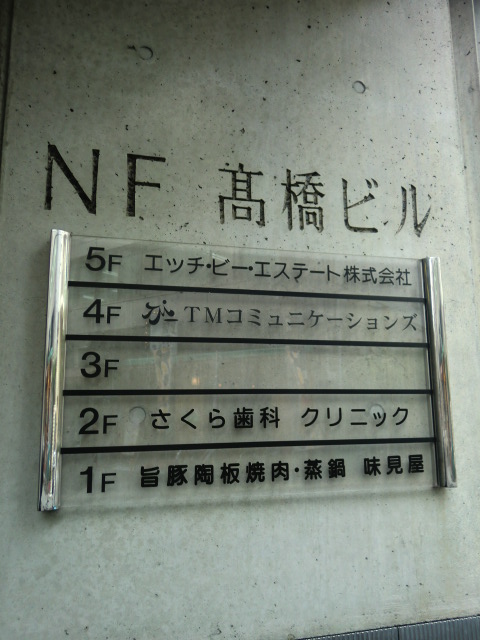 NF 髙橋ビル
5F エッチ・ビー・エステート株式会社
4F TMコミュニケーションズ
3F
2F さくら歯科 クリニック
1F 旨豚陶板焼肉・蒸鍋 味見屋